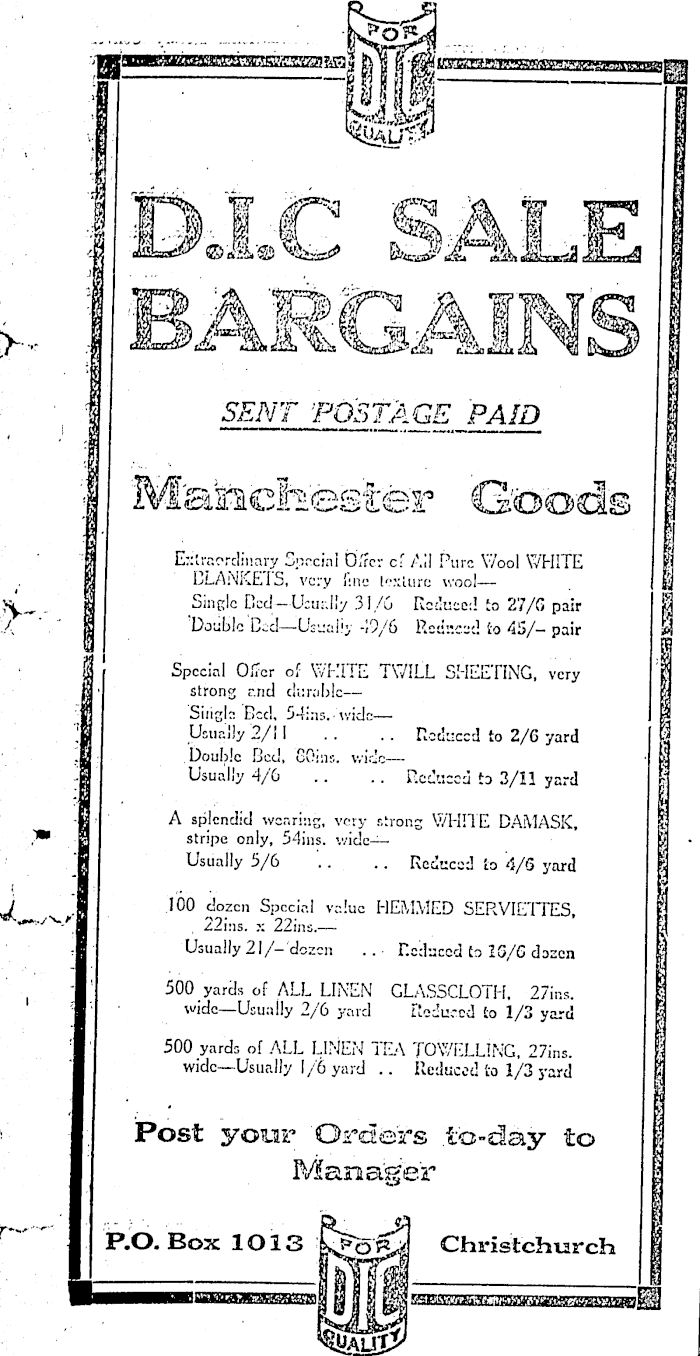 FOR
DIC
QUALITY
D.I.C SALE
BARGAINS
SENT POSTAGE PAID
Manchester Goods
Extraordinary Special Offer of All Pure Wool WHITE
BLANKETS, very fine texture wool—
Single Bed—Usually 31/6 Reduced to 27/6 pair
Double Bed—Usually 49/6 Reduced to 45/- pair
Special Offer of WHITE TWILL SHEETING, very
strong and durable—
Single Bed, 54ins. wide—
Usually 2/11 .. .. Reduced to 2/6 yard
Double Bed, 80ins. wide—
Usually 4/6 .. .. Reduced to 3/11 yard
A splendid wearing, very strong WHITE DAMASK,
stripe only, 54ins. wide—
Usually 5/6 .. .. Reduced to 4/6 yard
100 dozen Special value HEMMED SERVIETTES,
22ins. x 22ins.—
Usually 21/- dozen .. Reduced to 16/6 dozen
500 yards of ALL LINEN GLASSCLOTH, 27ins.
wide—Usually 2/6 yard Reduced to 1/3 yard
500 yards of ALL LINEN TEA TOWELLING, 27ins.
wide—Usually 1/6 yard .. Reduced to 1/3 yard
Post your Orders to-day to
Manager
P.O. Box 1013 Christchurch
FOR
DIC
QUALITY